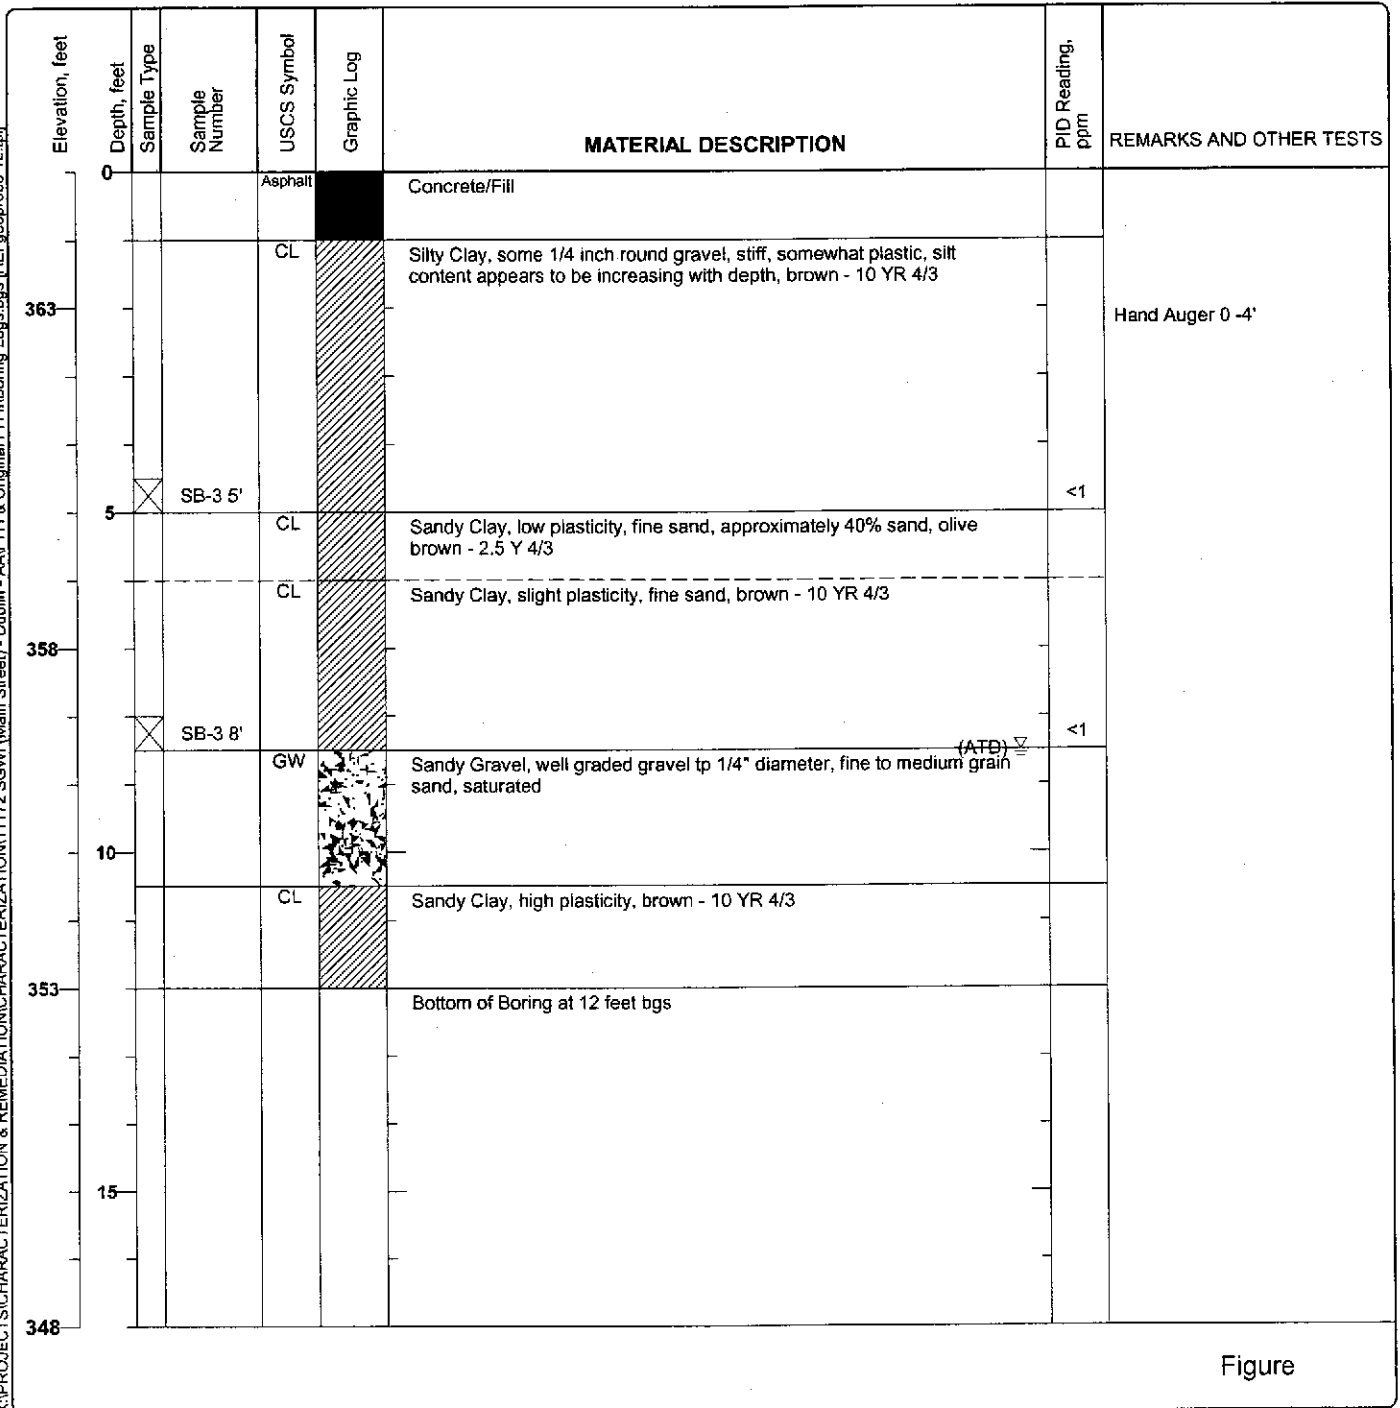 Elevation, feet
Depth, feet
Sample Type
Sample
Number
USCS Symbol
Graphic Log
MATERIAL DESCRIPTION
PID Reading,
ppm
REMARKS AND OTHER TESTS
0
Asphalt
Concrete/Fill
CL
Silty Clay, some 1/4 inch round gravel, stiff, somewhat plastic, silt
content appears to be increasing with depth, brown - 10 YR 4/3
363
Hand Auger 0 -4'
SB-3 5'
<1
5
CL
Sandy Clay, low plasticity, fine sand, approximately 40% sand, olive
brown - 2.5 Y 4/3
CL
Sandy Clay, slight plasticity, fine sand, brown - 10 YR 4/3
358
SB-3 8'
<1
(ATD)
GW
Sandy Gravel, well graded gravel tp 1/4" diameter, fine to medium grain
sand, saturated
10
CL
Sandy Clay, high plasticity, brown - 10 YR 4/3
353
Bottom of Boring at 12 feet bgs
15
348
Figure